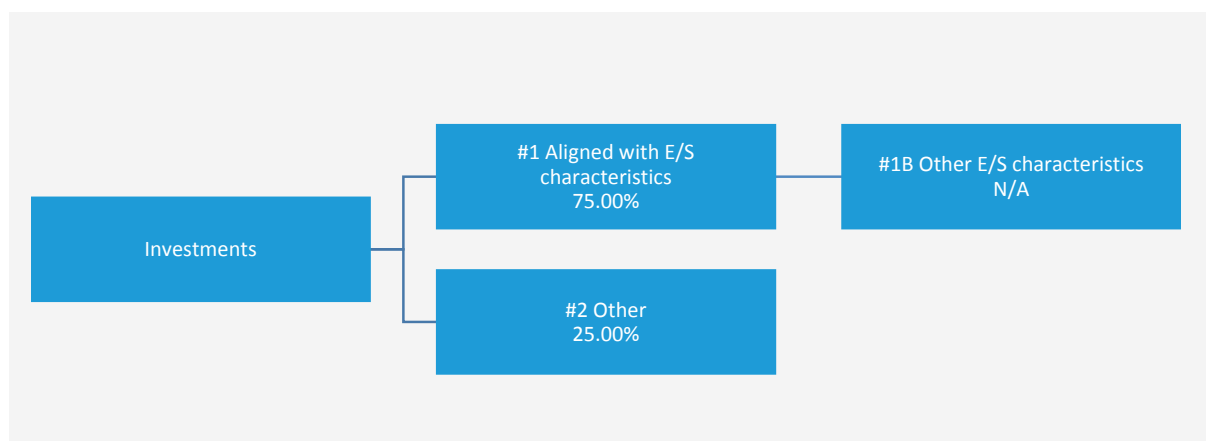 Investments
#1 Aligned with E/S
characteristics
75.00%
#2 Other
25.00%
#1B Other E/S characteristics
N/A